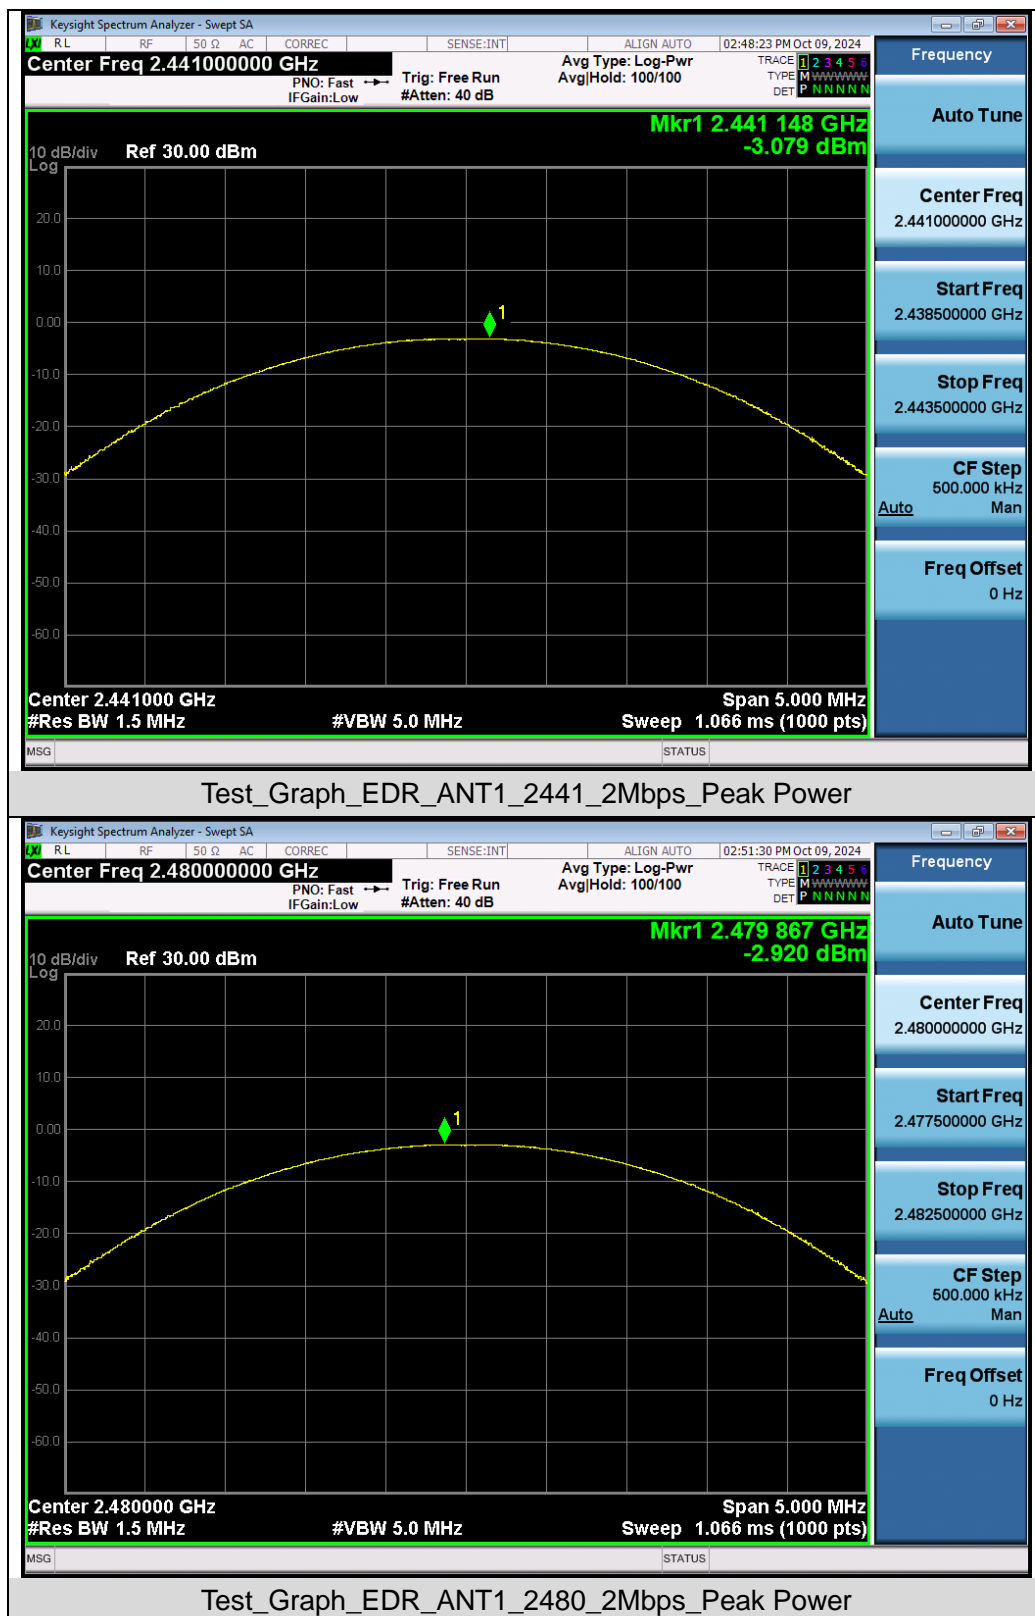 Keysight Spectrum Analyzer - Swept SA
LXI RL RF 50 Ω AC CORREC SENSE:INT ALIGN AUTO 02:48:23 PM Oct 09, 2024
Center Freq 2.441000000 GHz
PNO: Fast
IFGain:Low
Trig: Free Run
#Atten: 40 dB
Avg Type: Log-Pwr
Avg|Hold: 100/100
TRACE 1 2 3 4 5 6
TYPE M WWWWW
DET P N N N N N
Mkr1 2.441 148 GHz
-3.079 dBm
10 dB/div Ref 30.00 dBm
Log
20.0
10.0
1
0.00
-10.0
-20.0
-30.0
-40.0
-50.0
-60.0
Center 2.441000 GHz Span 5.000 MHz
#Res BW 1.5 MHz #VBW 5.0 MHz Sweep 1.066 ms (1000 pts)
MSG STATUS
Frequency
Auto Tune
Center Freq
2.441000000 GHz
Start Freq
2.438500000 GHz
Stop Freq
2.443500000 GHz
CF Step
500.000 kHz
Auto Man
Freq Offset
0 Hz
Test_Graph_EDR_ANT1_2441_2Mbps_Peak Power
Keysight Spectrum Analyzer - Swept SA
LXI RL RF 50 Ω AC CORREC SENSE:INT ALIGN AUTO 02:51:30 PM Oct 09, 2024
Center Freq 2.480000000 GHz
PNO: Fast
IFGain:Low
Trig: Free Run
#Atten: 40 dB
Avg Type: Log-Pwr
Avg|Hold: 100/100
TRACE 1 2 3 4 5 6
TYPE M WWWWW
DET P N N N N N
Mkr1 2.479 867 GHz
-2.920 dBm
10 dB/div Ref 30.00 dBm
Log
20.0
10.0
1
0.00
-10.0
-20.0
-30.0
-40.0
-50.0
-60.0
Center 2.480000 GHz Span 5.000 MHz
#Res BW 1.5 MHz #VBW 5.0 MHz Sweep 1.066 ms (1000 pts)
MSG STATUS
Frequency
Auto Tune
Center Freq
2.480000000 GHz
Start Freq
2.477500000 GHz
Stop Freq
2.482500000 GHz
CF Step
500.000 kHz
Auto Man
Freq Offset
0 Hz
Test_Graph_EDR_ANT1_2480_2Mbps_Peak Power